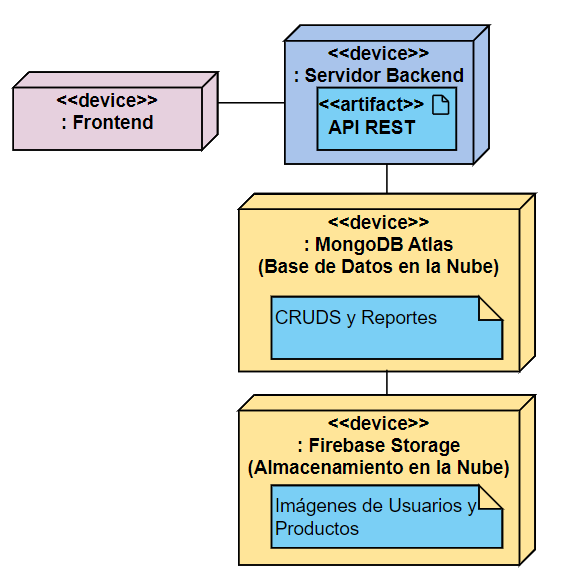 <<device>>
: Frontend
<<device>>
: Servidor Backend
<<artifact>>
API REST
<<device>>
: MongoDB Atlas
(Base de Datos en la Nube)
CRUDS y Reportes
<<device>>
: Firebase Storage
(Almacenamiento en la Nube)
Imágenes de Usuarios y
Productos